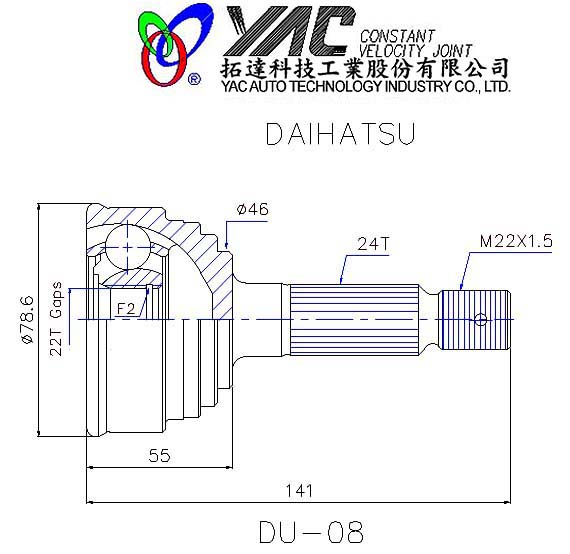 YAC CONSTANT
VELOCITY JOINT
®
拓達科技工業股份有限公司
YAC AUTO TECHNOLOGY INDUSTRY CO., LTD.
DAIHATSU
Ø46
24T
M22X1.5
Ø78.6
22T Gaps
F2
55
141
DU-08